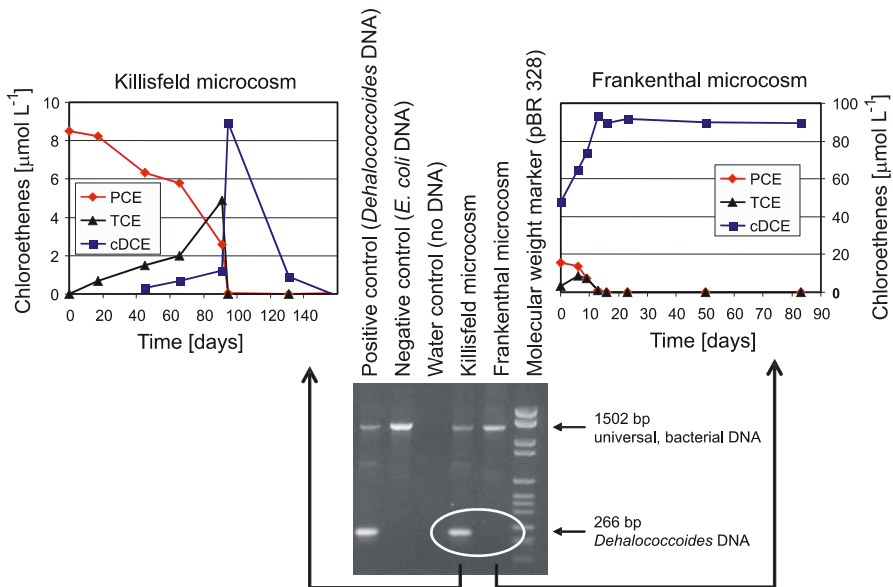 Killisfeld microcosm
Chloroethenes [µmol L⁻¹]
10
8
6
4
2
0
PCE
TCE
cDCE
0 20 40 60 80 100 120 140
Time [days]
Positive control (Dehalococcoides DNA)
Negative control (E. coli DNA)
Water control (no DNA)
Killisfeld microcosm
Frankenthal microcosm
Molecular weight marker (pBR 328)
Frankenthal microcosm
PCE
TCE
cDCE
100
80
60
40
20
0
Chloroethenes [µmol L⁻¹]
0 10 20 30 40 50 60 70 80 90
Time [days]
1502 bp
universal, bacterial DNA
266 bp
Dehalococcoides DNA